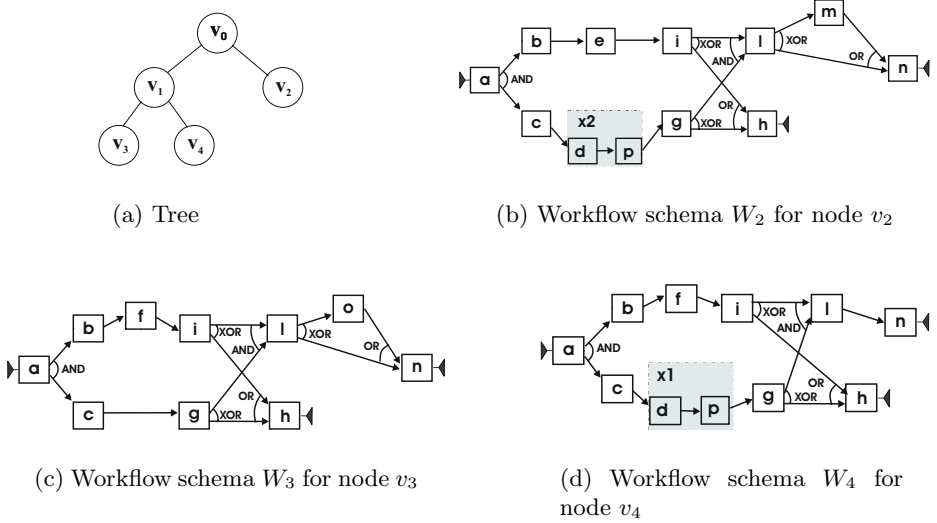 v0
v1
v2
v3
v4
(a) Tree
a
AND
b
e
i
XOR
AND
l
XOR
m
OR
n
c
x2
d
p
g
XOR
OR
h
(b) Workflow schema W2 for node v2
a
AND
b
f
i
XOR
AND
l
XOR
o
OR
n
c
g
XOR
OR
h
(c) Workflow schema W3 for node v3
a
AND
b
f
i
XOR
AND
l
n
c
x1
d
p
g
XOR
OR
h
(d) Workflow schema W4 for
node v4